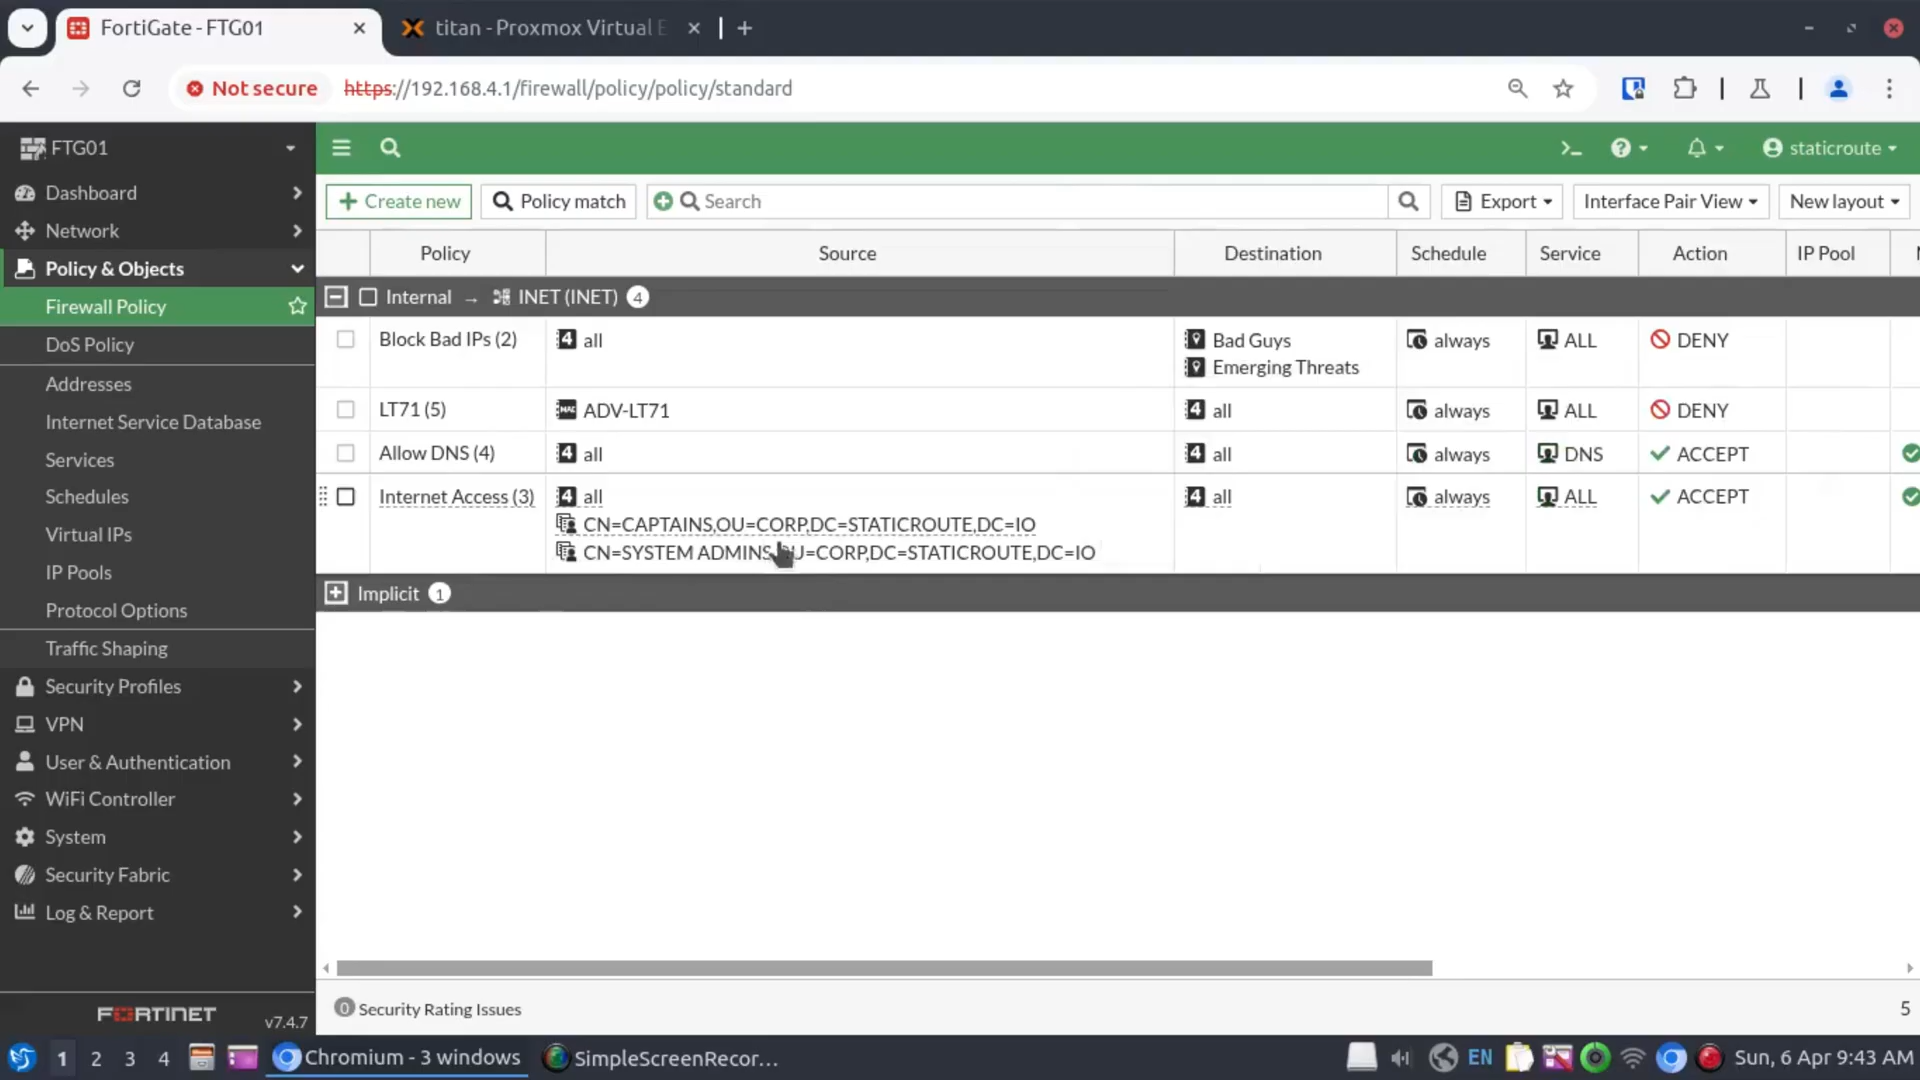 FortiGate - FTG01
titan - Proxmox Virtual E
Not secure
https://192.168.4.1/firewall/policy/policy/standard
FTG01
staticroute
Dashboard
Network
Policy & Objects
Firewall Policy
DoS Policy
Addresses
Internet Service Database
Services
Schedules
Virtual IPs
IP Pools
Protocol Options
Traffic Shaping
Security Profiles
VPN
User & Authentication
WiFi Controller
System
Security Fabric
Log & Report
FORTINET
v7.4.7
Create new
Policy match
Search
Export
Interface Pair View
New layout
Policy Source Destination Schedule Service Action IP Pool
Internal → INET (INET) 4
Block Bad IPs (2) all Bad Guys always ALL DENY
Emerging Threats
LT71 (5) ADV-LT71 all always ALL DENY
Allow DNS (4) all all always DNS ACCEPT
Internet Access (3) all all always ALL ACCEPT
CN=CAPTAINS,OU=CORP,DC=STATICROUTE,DC=IO
CN=SYSTEM ADMINS,OU=CORP,DC=STATICROUTE,DC=IO
Implicit 1
0 Security Rating Issues
5
1 2 3 4
Chromium - 3 windows
SimpleScreenRecor...
EN
Sun, 6 Apr 9:43 AM